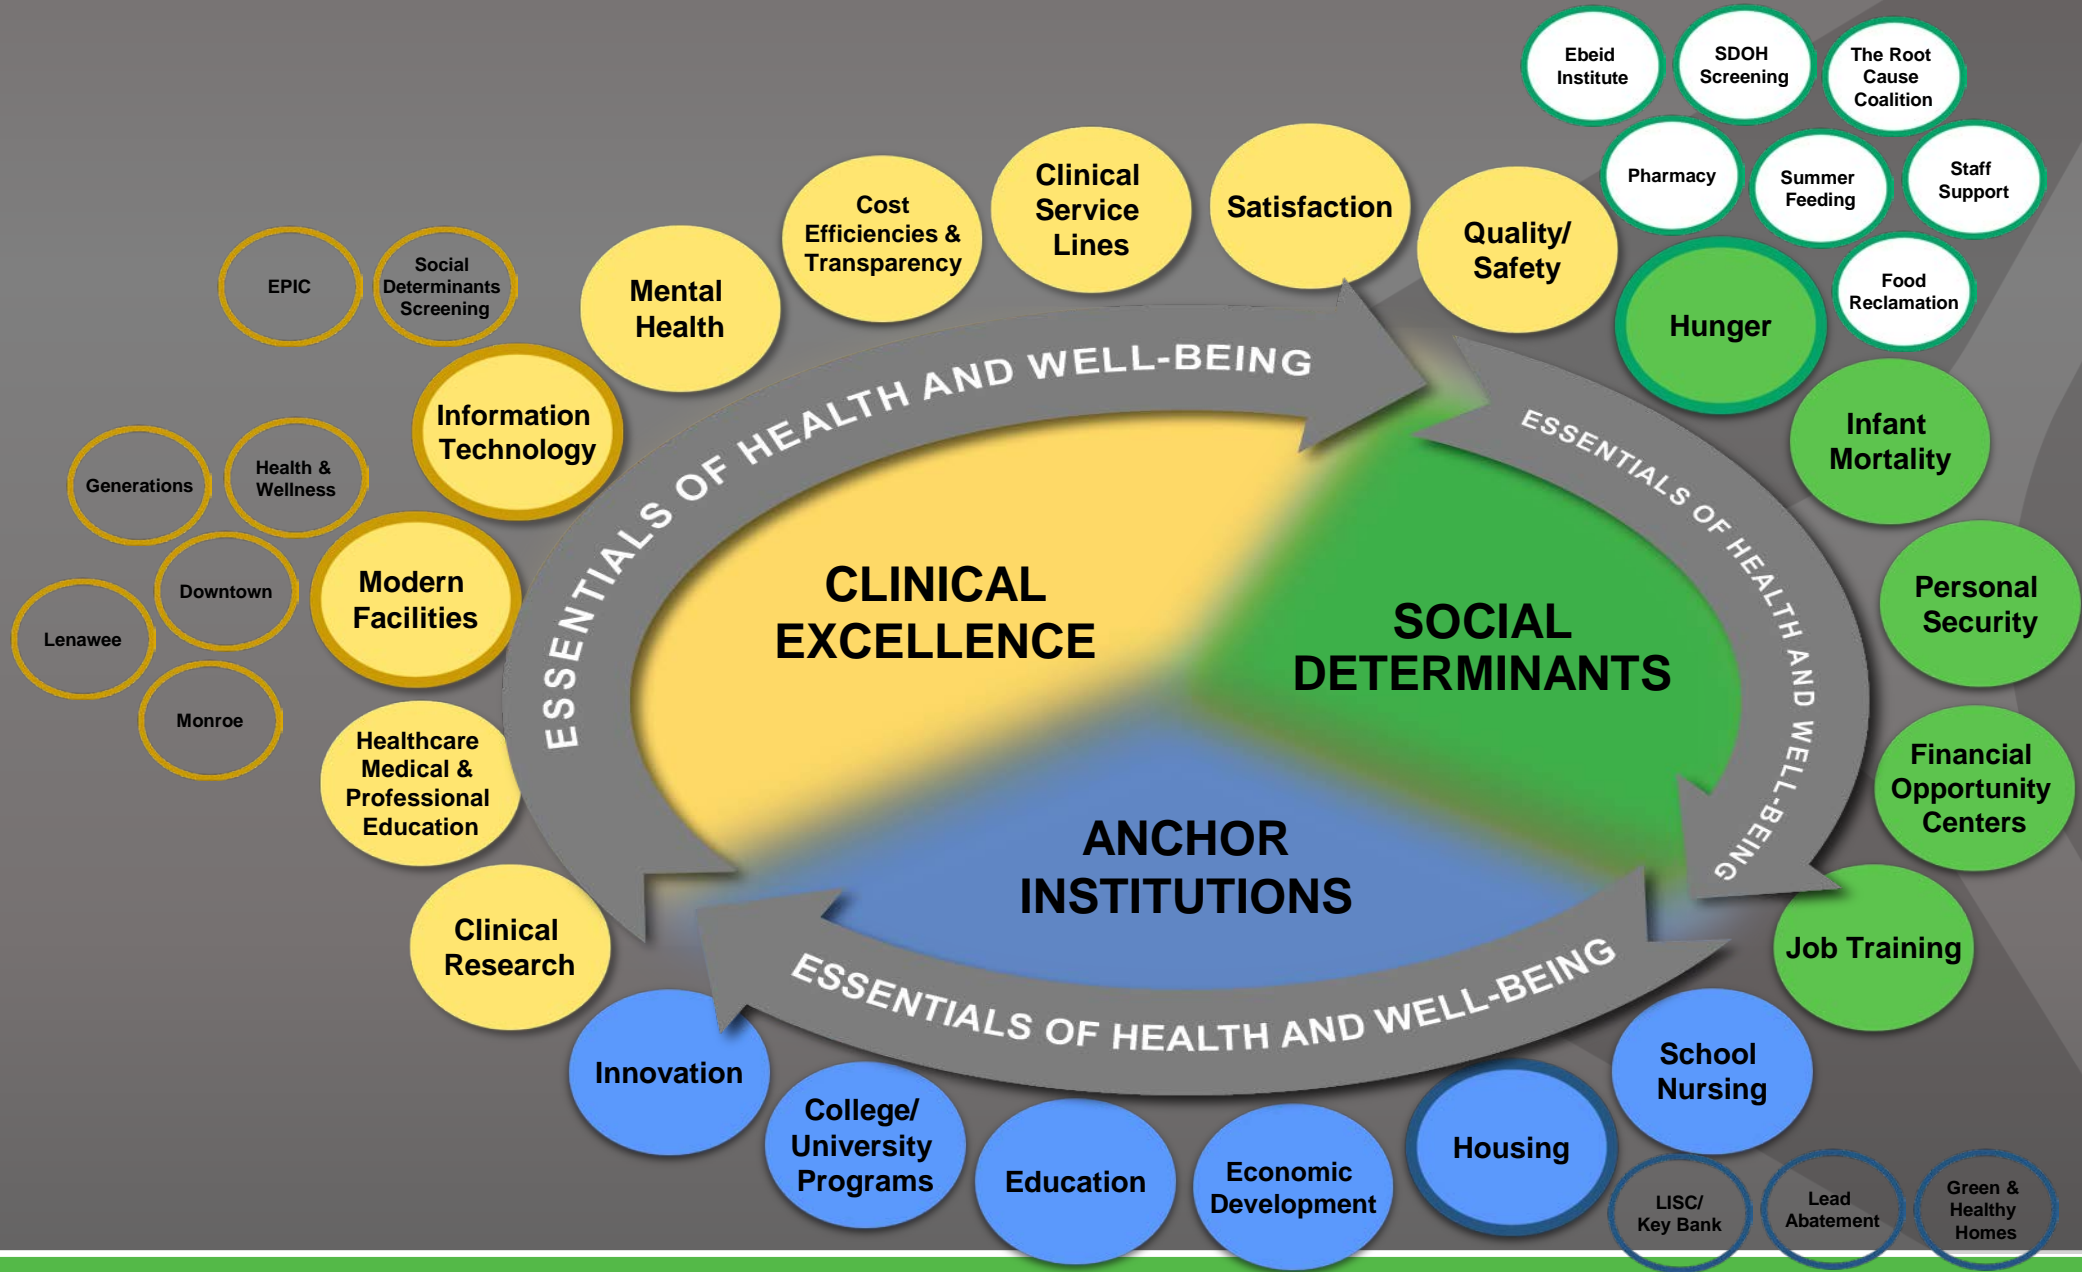 Ebeid
Institute
SDOH
Screening
The Root
Cause
Coalition
Pharmacy
Summer
Feeding
Staff
Support
Food
Reclamation
Clinical
Service
Lines
Satisfaction
Cost
Efficiencies &
Transparency
Quality/
Safety
Mental
Health
EPIC
Social
Determinants
Screening
Hunger
Information
Technology
Infant
Mortality
Generations
Health &
Wellness
Downtown
Lenawee
Monroe
Modern
Facilities
Personal
Security
Healthcare
Medical &
Professional
Education
Financial
Opportunity
Centers
Clinical
Research
Job Training
ESSENTIALS OF HEALTH AND WELL-BEING
ESSENTIALS OF HEALTH AND WELL-BEING
ESSENTIALS OF HEALTH AND WELL-BEING
CLINICAL
EXCELLENCE
SOCIAL
DETERMINANTS
ANCHOR
INSTITUTIONS
Innovation
College/
University
Programs
Education
Economic
Development
Housing
School
Nursing
LISC/
Key Bank
Lead
Abatement
Green &
Healthy
Homes